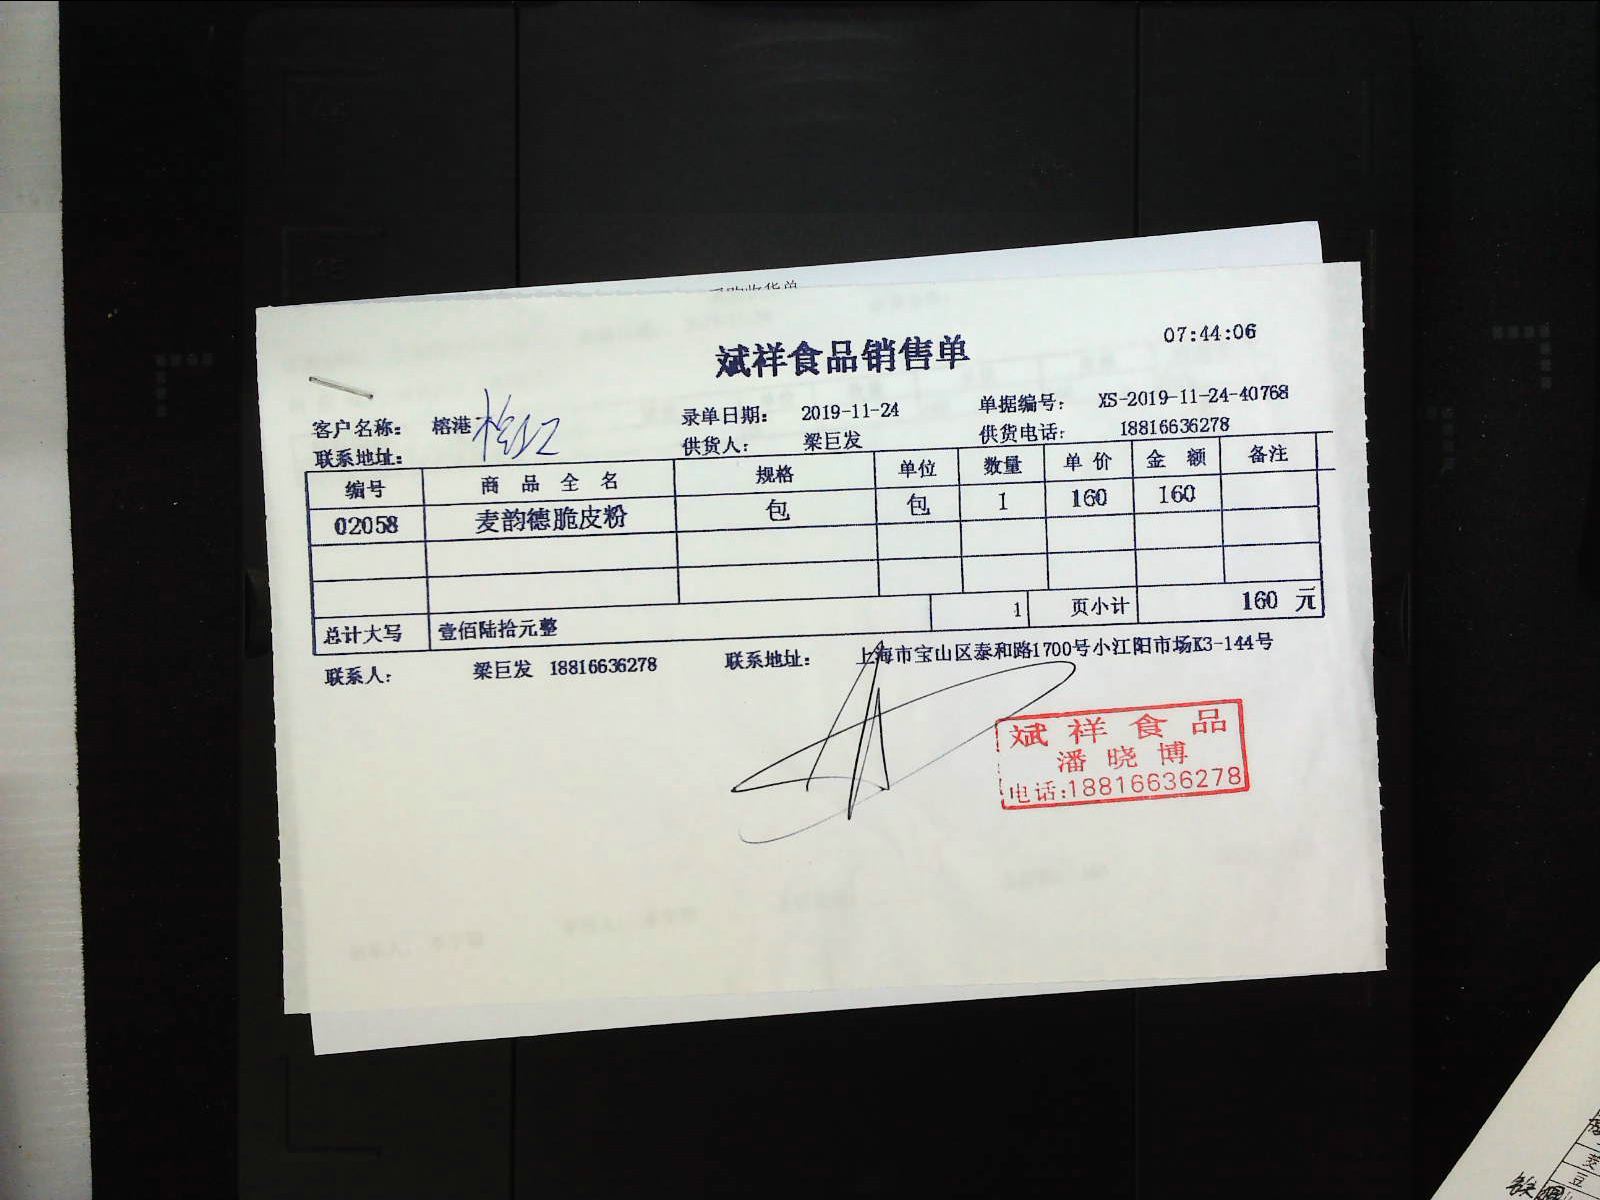 斌祥食品销售单
07:44:06
客户名称： 榕港 录单日期： 2019-11-24 单据编号： XS-2019-11-24-40768
联系地址： 供货人： 梁巨发 供货电话： 18816636278
编号 商品全名 规格 单位 数量 单价 金额 备注
02058 麦韵德脆皮粉 包 包 1 160 160
总计大写 壹佰陆拾元整 1 页小计 160 元
联系人： 梁巨发 18816636278 联系地址： 上海市宝山区泰和路1700号小江阳市场K3-144号
斌祥食品
潘晓博
电话:18816636278